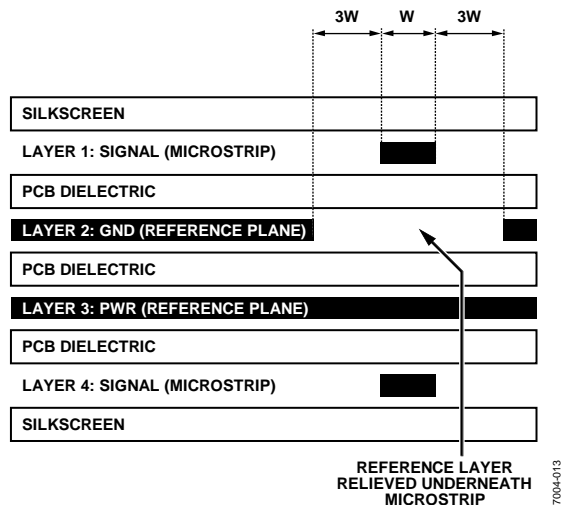 3W W 3W
SILKSCREEN
LAYER 1: SIGNAL (MICROSTRIP)
PCB DIELECTRIC
LAYER 2: GND (REFERENCE PLANE)
PCB DIELECTRIC
LAYER 3: PWR (REFERENCE PLANE)
PCB DIELECTRIC
LAYER 4: SIGNAL (MICROSTRIP)
SILKSCREEN
REFERENCE LAYER
RELIEVED UNDERNEATH
MICROSTRIP
7004-013